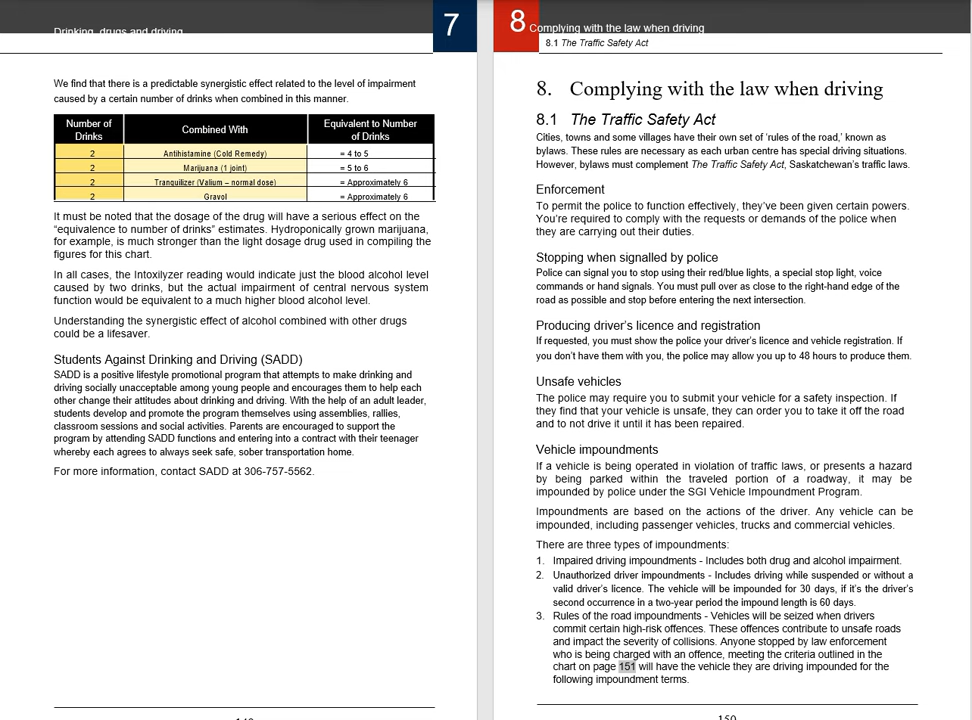 Drinking, drugs and driving
7
We find that there is a predictable synergistic effect related to the level of impairment
caused by a certain number of drinks when combined in this manner.
Number of Drinks Combined With Equivalent to Number of Drinks
2 Antihistamine (Cold Remedy) = 4 to 5
2 Marijuana (1 joint) = 5 to 6
2 Tranquilizer (Valium – normal dose) = Approximately 6
2 Gravol = Approximately 6
It must be noted that the dosage of the drug will have a serious effect on the
“equivalence to number of drinks” estimates. Hydroponically grown marijuana,
for example, is much stronger than the light dosage drug used in compiling the
figures for this chart.
In all cases, the Intoxilyzer reading would indicate just the blood alcohol level
caused by two drinks, but the actual impairment of central nervous system
function would be equivalent to a much higher blood alcohol level.
Understanding the synergistic effect of alcohol combined with other drugs
could be a lifesaver.
Students Against Drinking and Driving (SADD)
SADD is a positive lifestyle promotional program that attempts to make drinking and
driving socially unacceptable among young people and encourages them to help each
other change their attitudes about drinking and driving. With the help of an adult leader,
students develop and promote the program themselves using assemblies, rallies,
classroom sessions and social activities. Parents are encouraged to support the
program by attending SADD functions and entering into a contract with their teenager
whereby each agrees to always seek safe, sober transportation home.
For more information, contact SADD at 306-757-5562.
8 Complying with the law when driving
8.1 The Traffic Safety Act
8. Complying with the law when driving
8.1 The Traffic Safety Act
Cities, towns and some villages have their own set of ‘rules of the road,’ known as
bylaws. These rules are necessary as each urban centre has special driving situations.
However, bylaws must complement The Traffic Safety Act, Saskatchewan’s traffic laws.
Enforcement
To permit the police to function effectively, they’ve been given certain powers.
You’re required to comply with the requests or demands of the police when
they are carrying out their duties.
Stopping when signalled by police
Police can signal you to stop using their red/blue lights, a special stop light, voice
commands or hand signals. You must pull over as close to the right-hand edge of the
road as possible and stop before entering the next intersection.
Producing driver’s licence and registration
If requested, you must show the police your driver’s licence and vehicle registration. If
you don’t have them with you, the police may allow you up to 48 hours to produce them.
Unsafe vehicles
The police may require you to submit your vehicle for a safety inspection. If
they find that your vehicle is unsafe, they can order you to take it off the road
and to not drive it until it has been repaired.
Vehicle impoundments
If a vehicle is being operated in violation of traffic laws, or presents a hazard
by being parked within the traveled portion of a roadway, it may be
impounded by police under the SGI Vehicle Impoundment Program.
Impoundments are based on the actions of the driver. Any vehicle can be
impounded, including passenger vehicles, trucks and commercial vehicles.
There are three types of impoundments:
1. Impaired driving impoundments - Includes both drug and alcohol impairment.
2. Unauthorized driver impoundments - Includes driving while suspended or without a
valid driver’s licence. The vehicle will be impounded for 30 days, if it’s the driver’s
second occurrence in a two-year period the impound length is 60 days.
3. Rules of the road impoundments - Vehicles will be seized when drivers
commit certain high-risk offences. These offences contribute to unsafe roads
and impact the severity of collisions. Anyone stopped by law enforcement
who is being charged with an offence, meeting the criteria outlined in the
chart on page 151 will have the vehicle they are driving impounded for the
following impoundment terms.
150